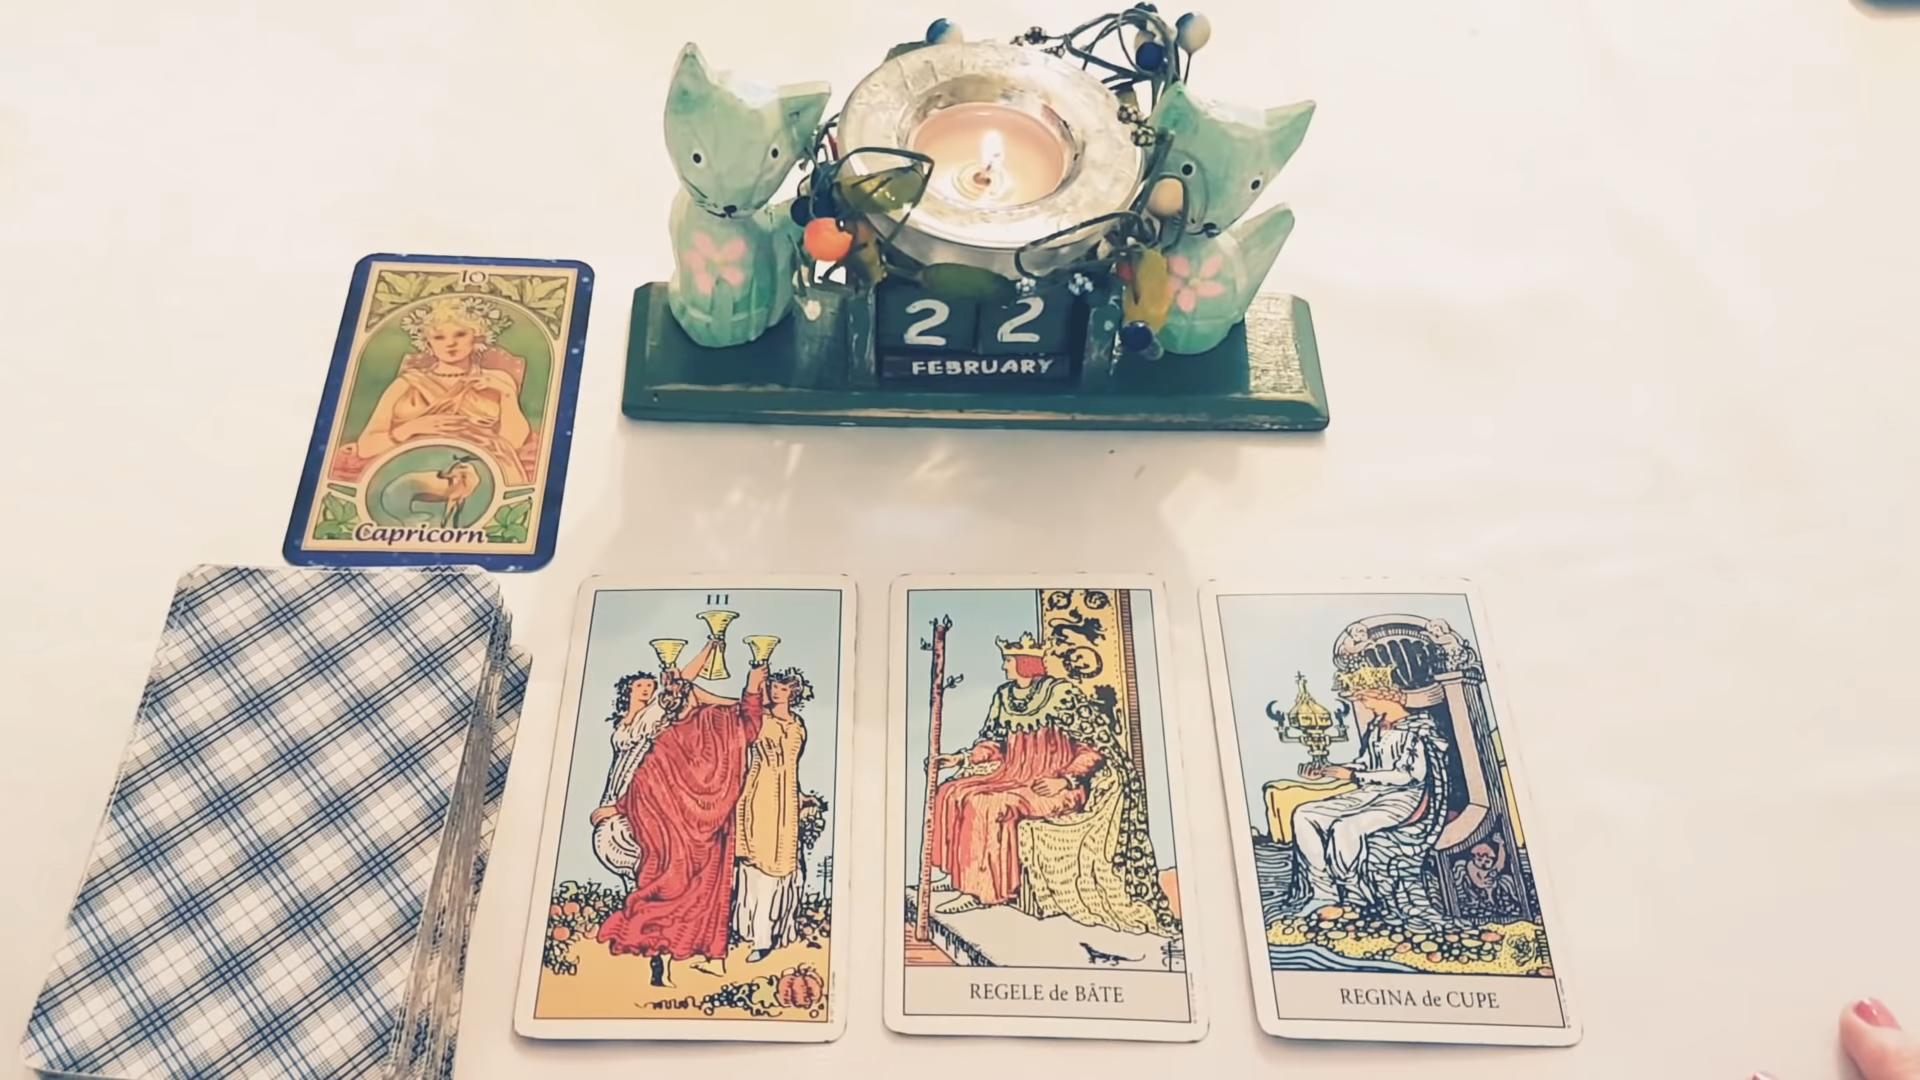 10
Capricorn
22
FEBRUARY
III
REGELE de BÂTE
REGINA de CUPE